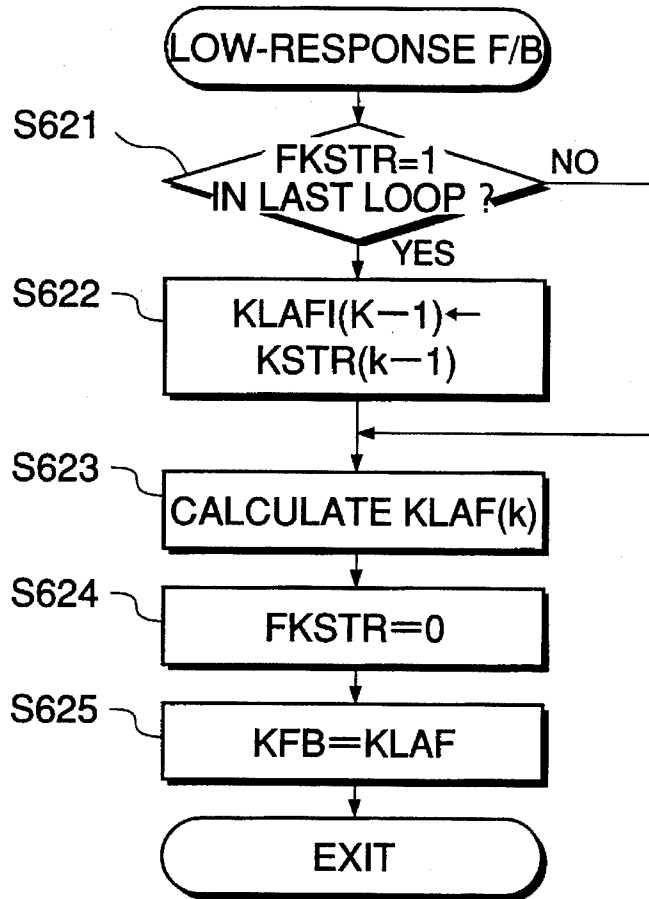 LOW-RESPONSE F/B
S621
FKSTR=1
IN LAST LOOP ?
NO
YES
S622
KLAFI(K−1)←
KSTR(k−1)
S623
CALCULATE KLAF(k)
S624
FKSTR=0
S625
KFB=KLAF
EXIT